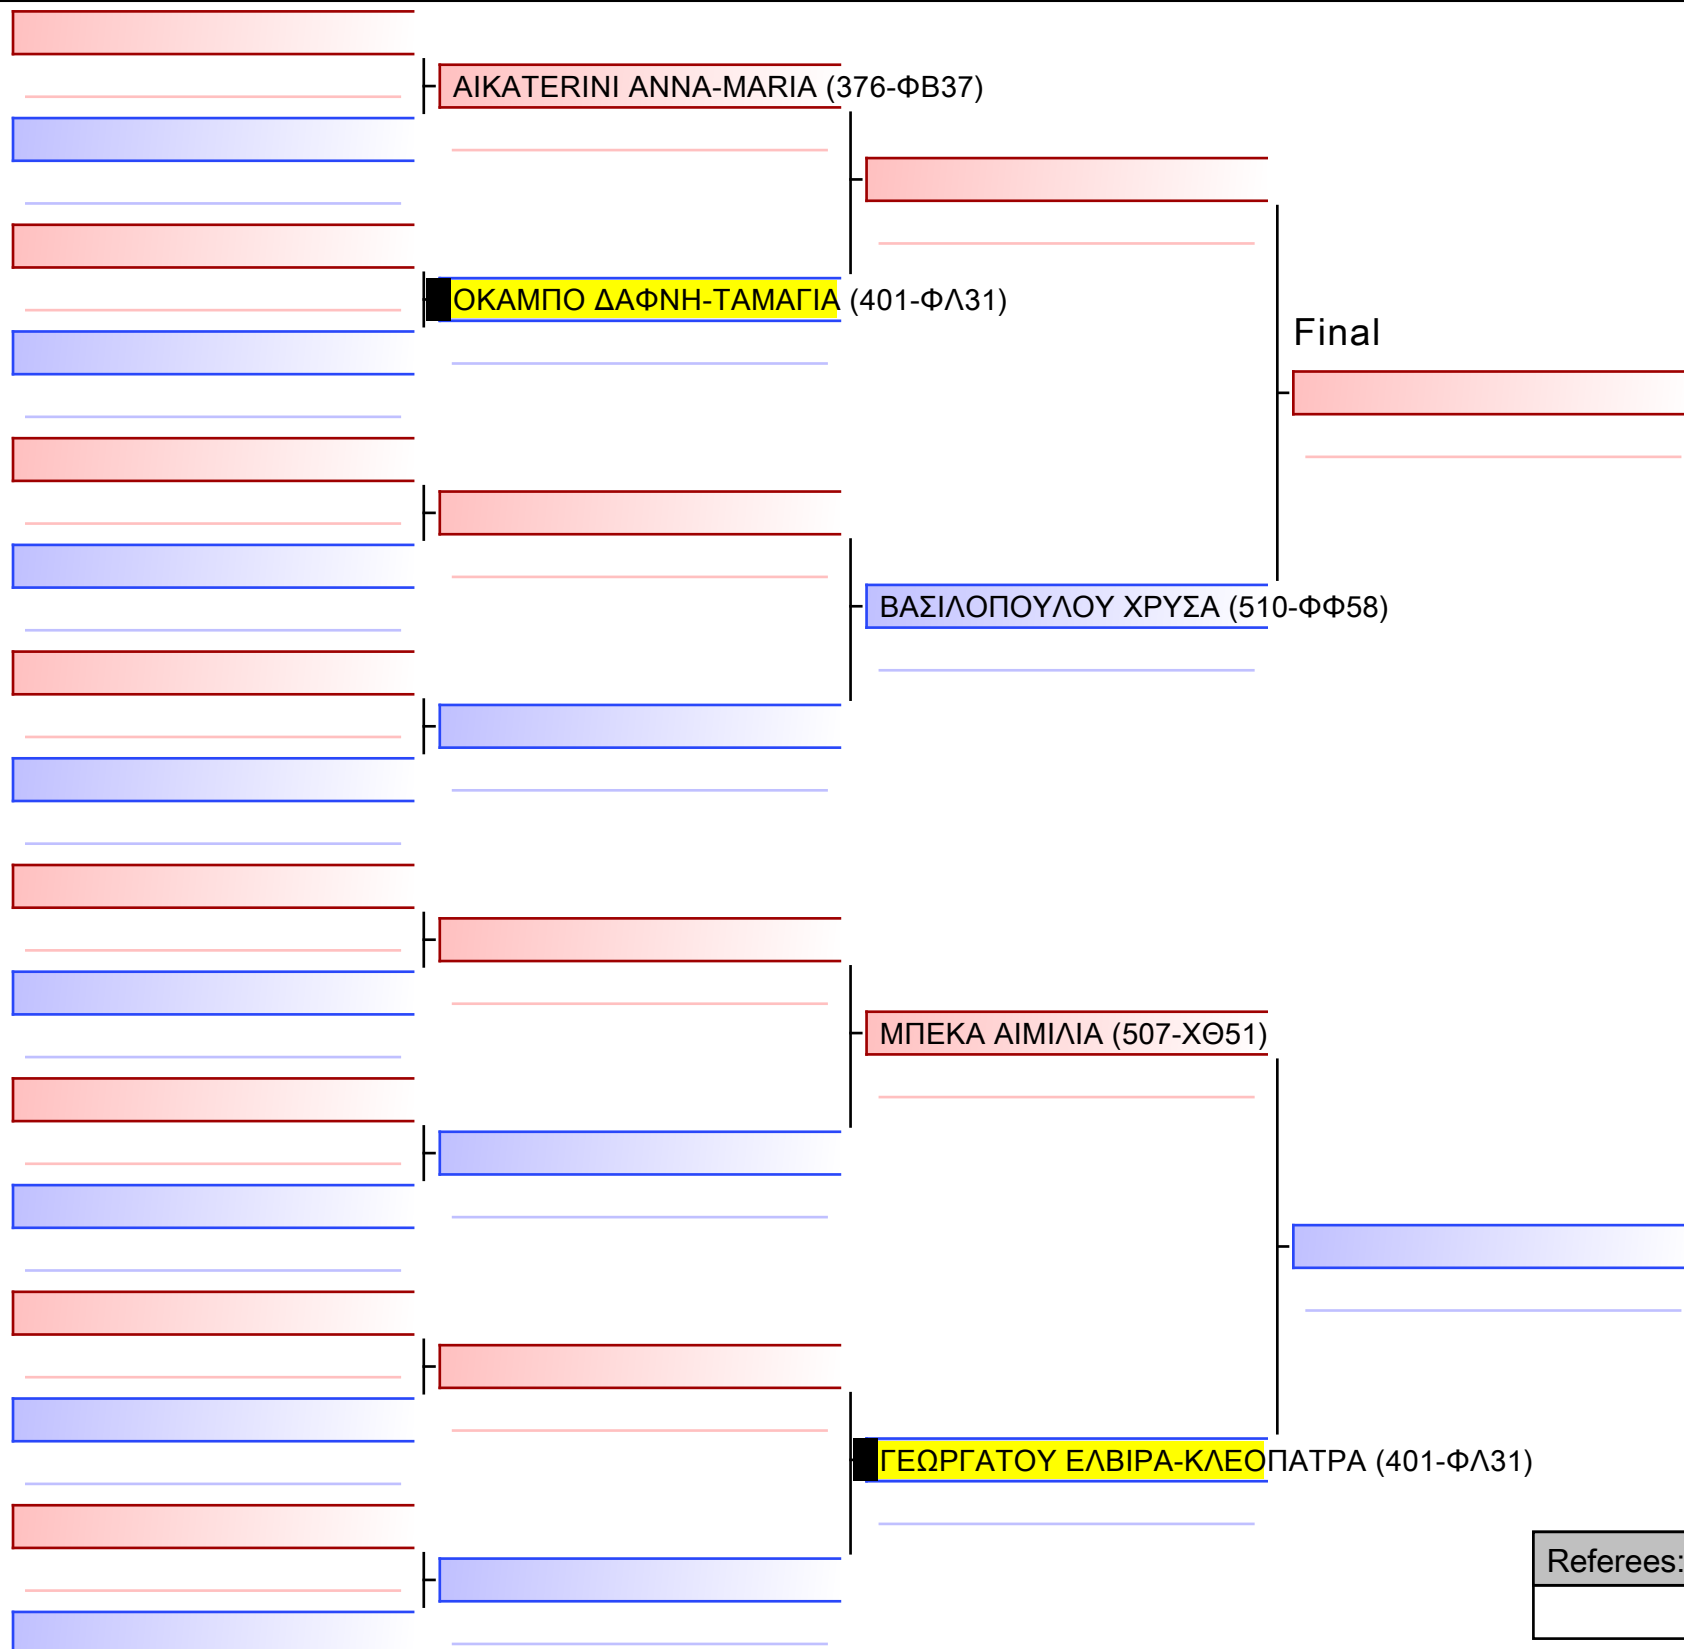 AIKATERINI ANNA-MARIA (376-ΦΒ37)
ΟΚΑΜΠΟ ΔΑΦΝΗ-ΤΑΜΑΓΙΑ (401-ΦΛ31)
Final
ΒΑΣΙΛΟΠΟΥΛΟΥ ΧΡΥΣΑ (510-ΦΦ58)
ΜΠΕΚΑ ΑΙΜΙΛΙΑ (507-ΧΘ51)
ΓΕΩΡΓΑΤΟΥ ΕΛΒΙΡΑ-ΚΛΕΟΠΑΤΡΑ (401-ΦΛ31)
Referees: